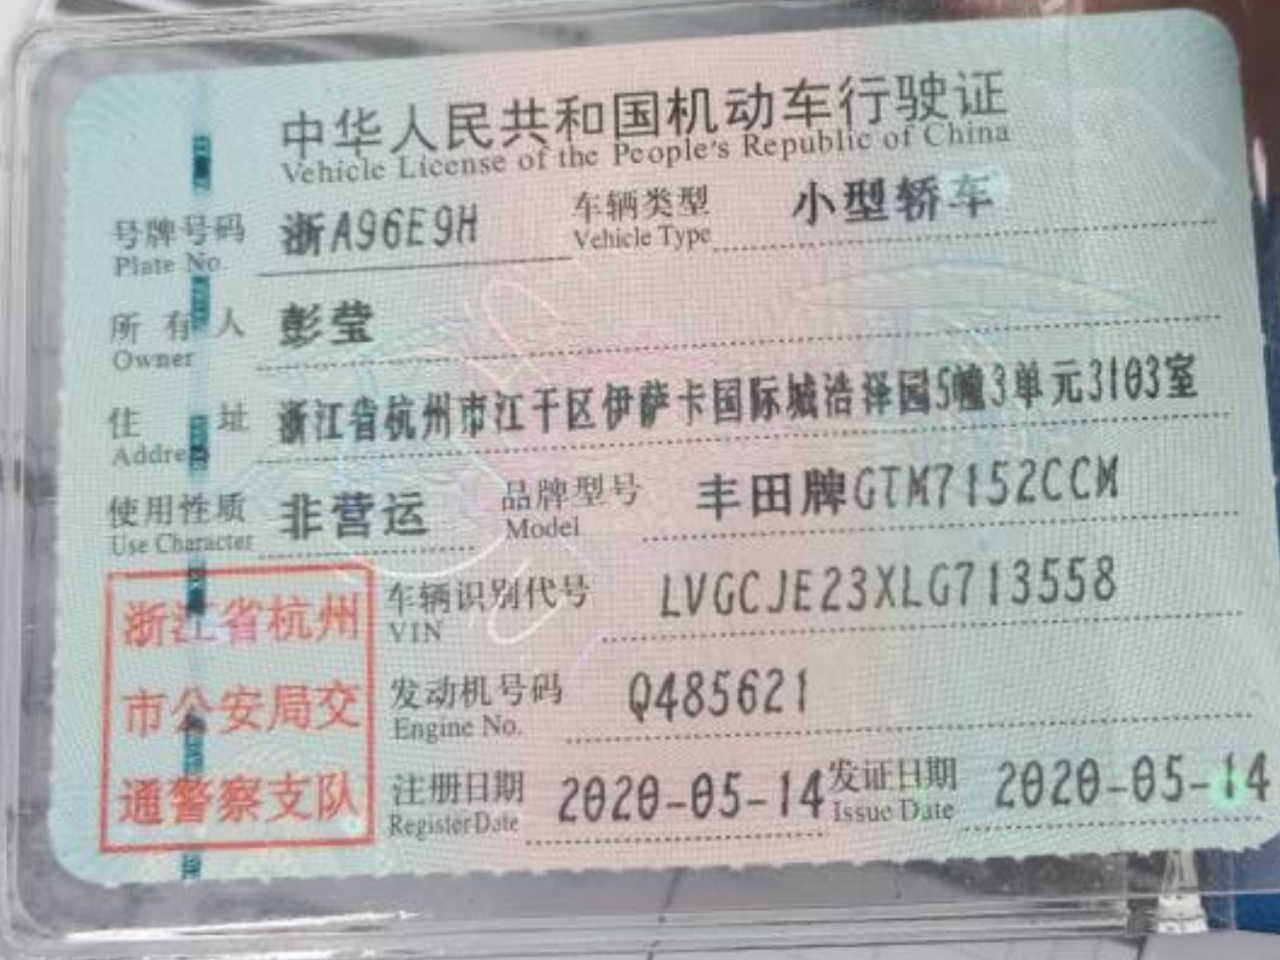 中华人民共和国机动车行驶证
Vehicle License of the People's Republic of China
号牌号码 浙A96E9H 车辆类型 小型轿车
Plate No. Vehicle Type
所有人 彭莹
Owner
住址 浙江省杭州市江干区伊萨卡国际城浩泽园5幢3单元3103室
Address
使用性质 非营运 品牌型号 丰田牌GTM7152CCM
Use Character Model
浙江省杭州
市公安局交
通警察支队
车辆识别代号 LVGCJE23XLG713558
VIN
发动机号码 Q485621
Engine No.
注册日期 2020-05-14 发证日期 2020-05-14
Register Date Issue Date